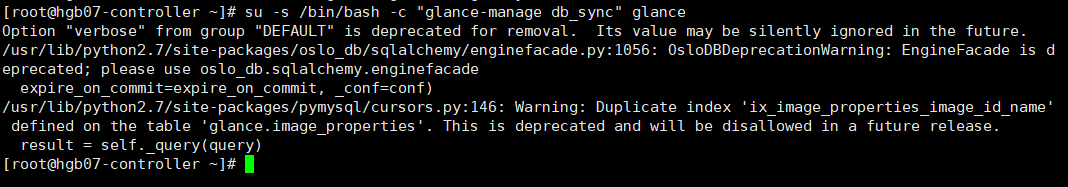 [root@hgb07-controller ~]# su -s /bin/bash -c "glance-manage db_sync" glance
Option "verbose" from group "DEFAULT" is deprecated for removal.  Its value may be silently ignored in the future.
/usr/lib/python2.7/site-packages/oslo_db/sqlalchemy/enginefacade.py:1056: OsloDBDeprecationWarning: EngineFacade is d
eprecated; please use oslo_db.sqlalchemy.enginefacade
  expire_on_commit=expire_on_commit, _conf=conf)
/usr/lib/python2.7/site-packages/pymysql/cursors.py:146: Warning: Duplicate index 'ix_image_properties_image_id_name'
 defined on the table 'glance.image_properties'. This is deprecated and will be disallowed in a future release.
  result = self._query(query)
[root@hgb07-controller ~]#